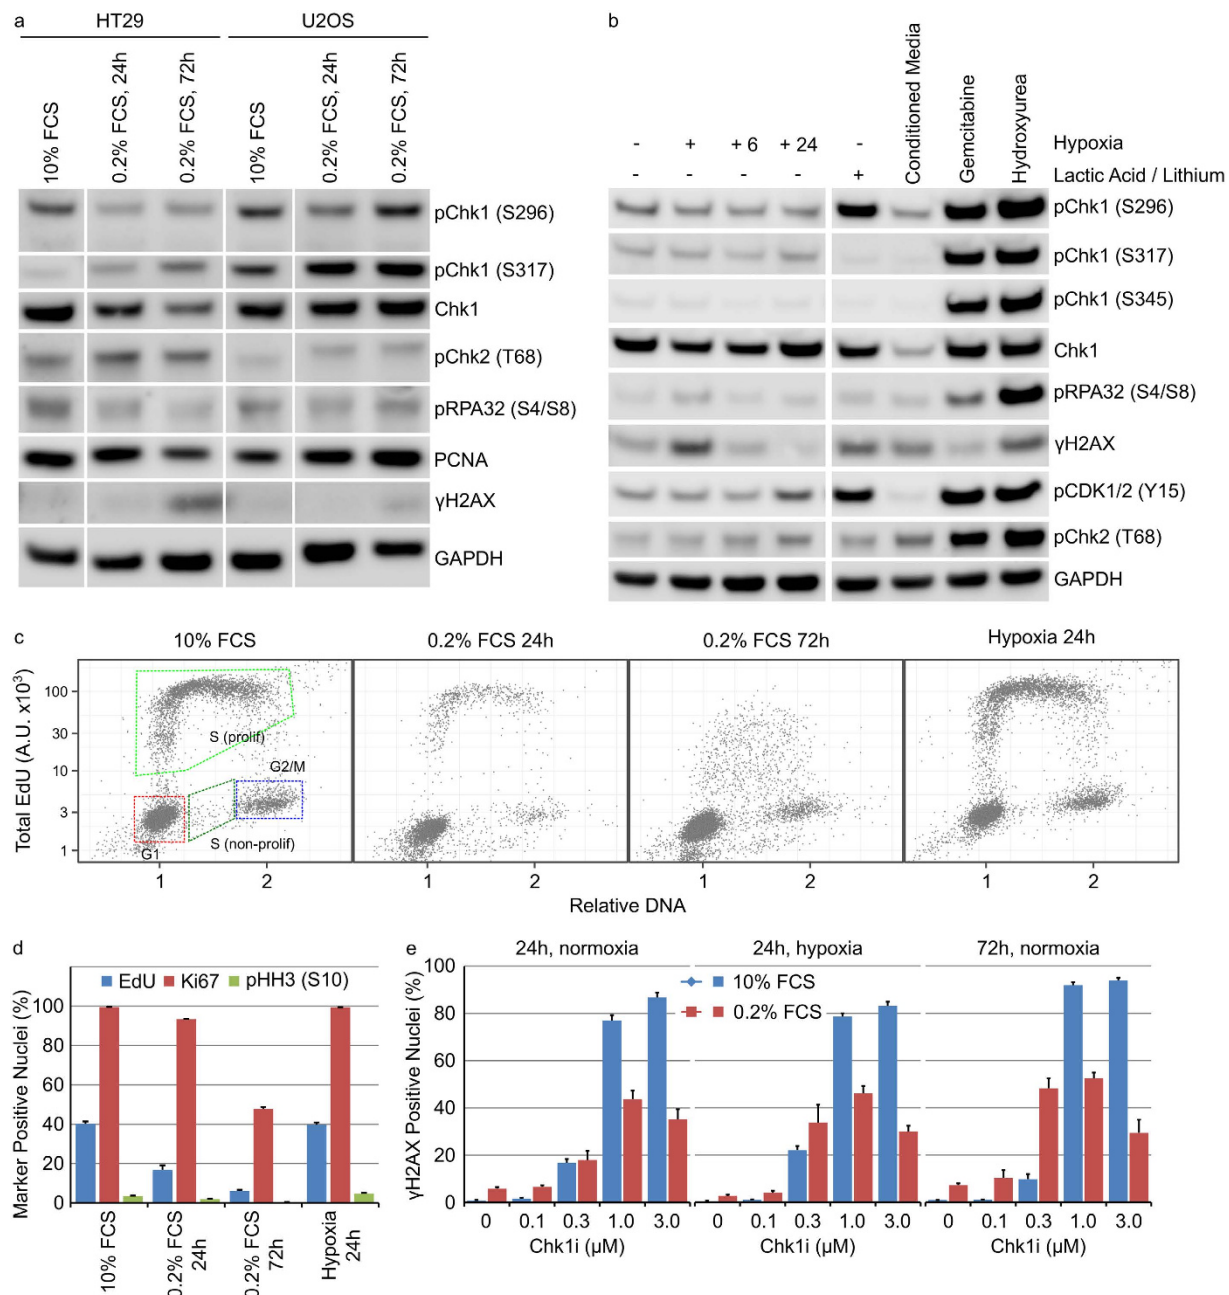 a
HT29 U2OS
10% FCS
0.2% FCS, 24h
0.2% FCS, 72h
10% FCS
0.2% FCS, 24h
0.2% FCS, 72h
pChk1 (S296)
pChk1 (S317)
Chk1
pChk2 (T68)
pRPA32 (S4/S8)
PCNA
γH2AX
GAPDH
b
Conditioned Media
Gemcitabine
Hydroxyurea
- + + 6 + 24 - Hypoxia
- - - - + Lactic Acid / Lithium
pChk1 (S296)
pChk1 (S317)
pChk1 (S345)
Chk1
pRPA32 (S4/S8)
γH2AX
pCDK1/2 (Y15)
pChk2 (T68)
GAPDH
c
10% FCS 0.2% FCS 24h 0.2% FCS 72h Hypoxia 24h
Total EdU (A.U. x10³)
100
30
10
3
1
S (prolif)
G2/M
S (non-prolif)
G1
1 2 1 2 1 2 1 2
Relative DNA
d
EdU Ki67 pHH3 (S10)
Marker Positive Nuclei (%)
100
80
60
40
20
0
10% FCS
0.2% FCS
24h
0.2% FCS
72h
Hypoxia
24h
e
24h, normoxia 24h, hypoxia 72h, normoxia
10% FCS
0.2% FCS
γH2AX Positive Nuclei (%)
100
80
60
40
20
0
0 0.1 0.3 1.0 3.0 0 0.1 0.3 1.0 3.0 0 0.1 0.3 1.0 3.0
Chk1i (µM) Chk1i (µM) Chk1i (µM)